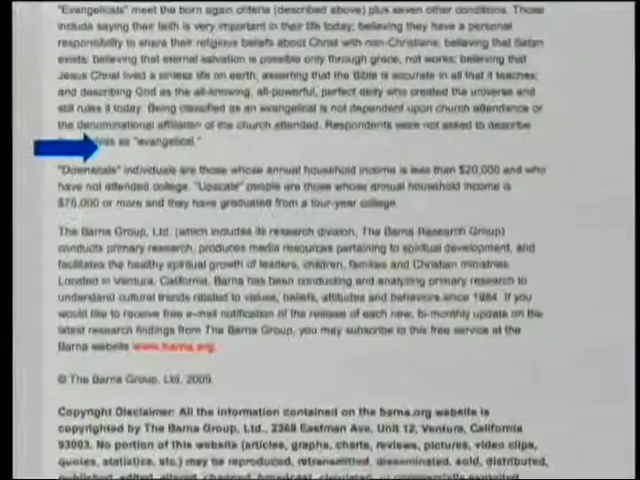 "Evangelicals" meet the born again criteria (described above) plus seven other conditions. Those
include saying their faith is very important in their life today; believing they have a personal
responsibility to share their religious beliefs about Christ with non-Christians; believing that Satan
exists; believing that eternal salvation is possible only through grace, not works; believing that
Jesus Christ lived a sinless life on earth; asserting that the Bible is accurate in all that it teaches;
and describing God as the all-knowing, all-powerful, perfect deity who created the universe and
still rules it today. Being classified as an evangelical is not dependent upon church attendance or
the denominational affiliation of the church attended. Respondents were not asked to describe
as "evangelical."
"Downscale" individuals are those whose annual household income is less than $20,000 and who
have not attended college. "Upscale" people are those whose annual household income is
$75,000 or more and they have graduated from a four-year college.
The Barna Group, Ltd. (which includes its research division, The Barna Research Group)
conducts primary research, produces media resources pertaining to spiritual development, and
facilitates the healthy spiritual growth of leaders, children, families and Christian ministries.
Located in Ventura, California, Barna has been conducting and analyzing primary research to
understand cultural trends related to values, beliefs, attitudes and behaviors since 1984. If you
would like to receive free e-mail notification of the release of each new, bi-monthly update on the
latest research findings from The Barna Group, you may subscribe to this free service at the
Barna website www.barna.org.
© The Barna Group, Ltd, 2009.
Copyright Disclaimer: All the information contained on the barna.org website is
copyrighted by The Barna Group, Ltd., 2368 Eastman Ave. Unit 12, Ventura, California
93003. No portion of this website (articles, graphs, charts, reviews, pictures, video clips,
quotes, statistics, etc.) may be reproduced, retransmitted, disseminated, sold, distributed,